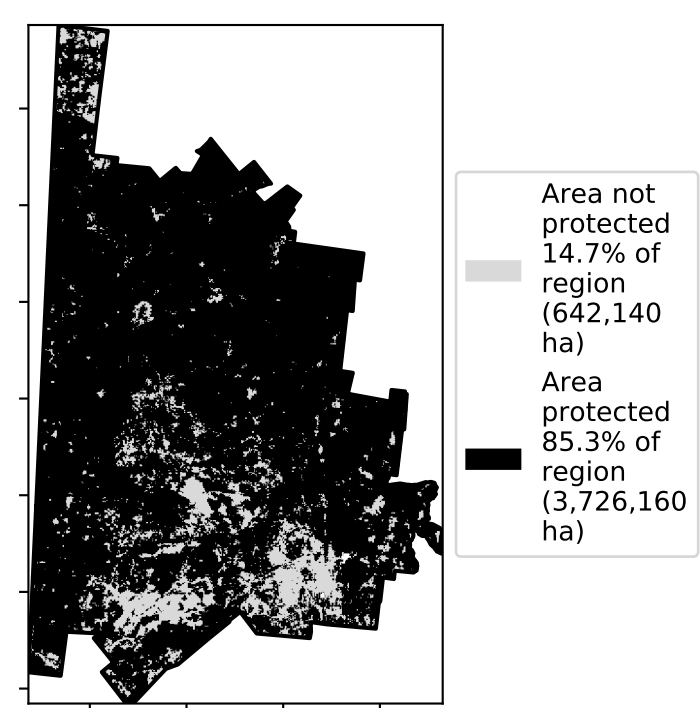 Area not
protected
14.7% of
region
(642,140
ha)
Area
protected
85.3% of
region
(3,726,160
ha)